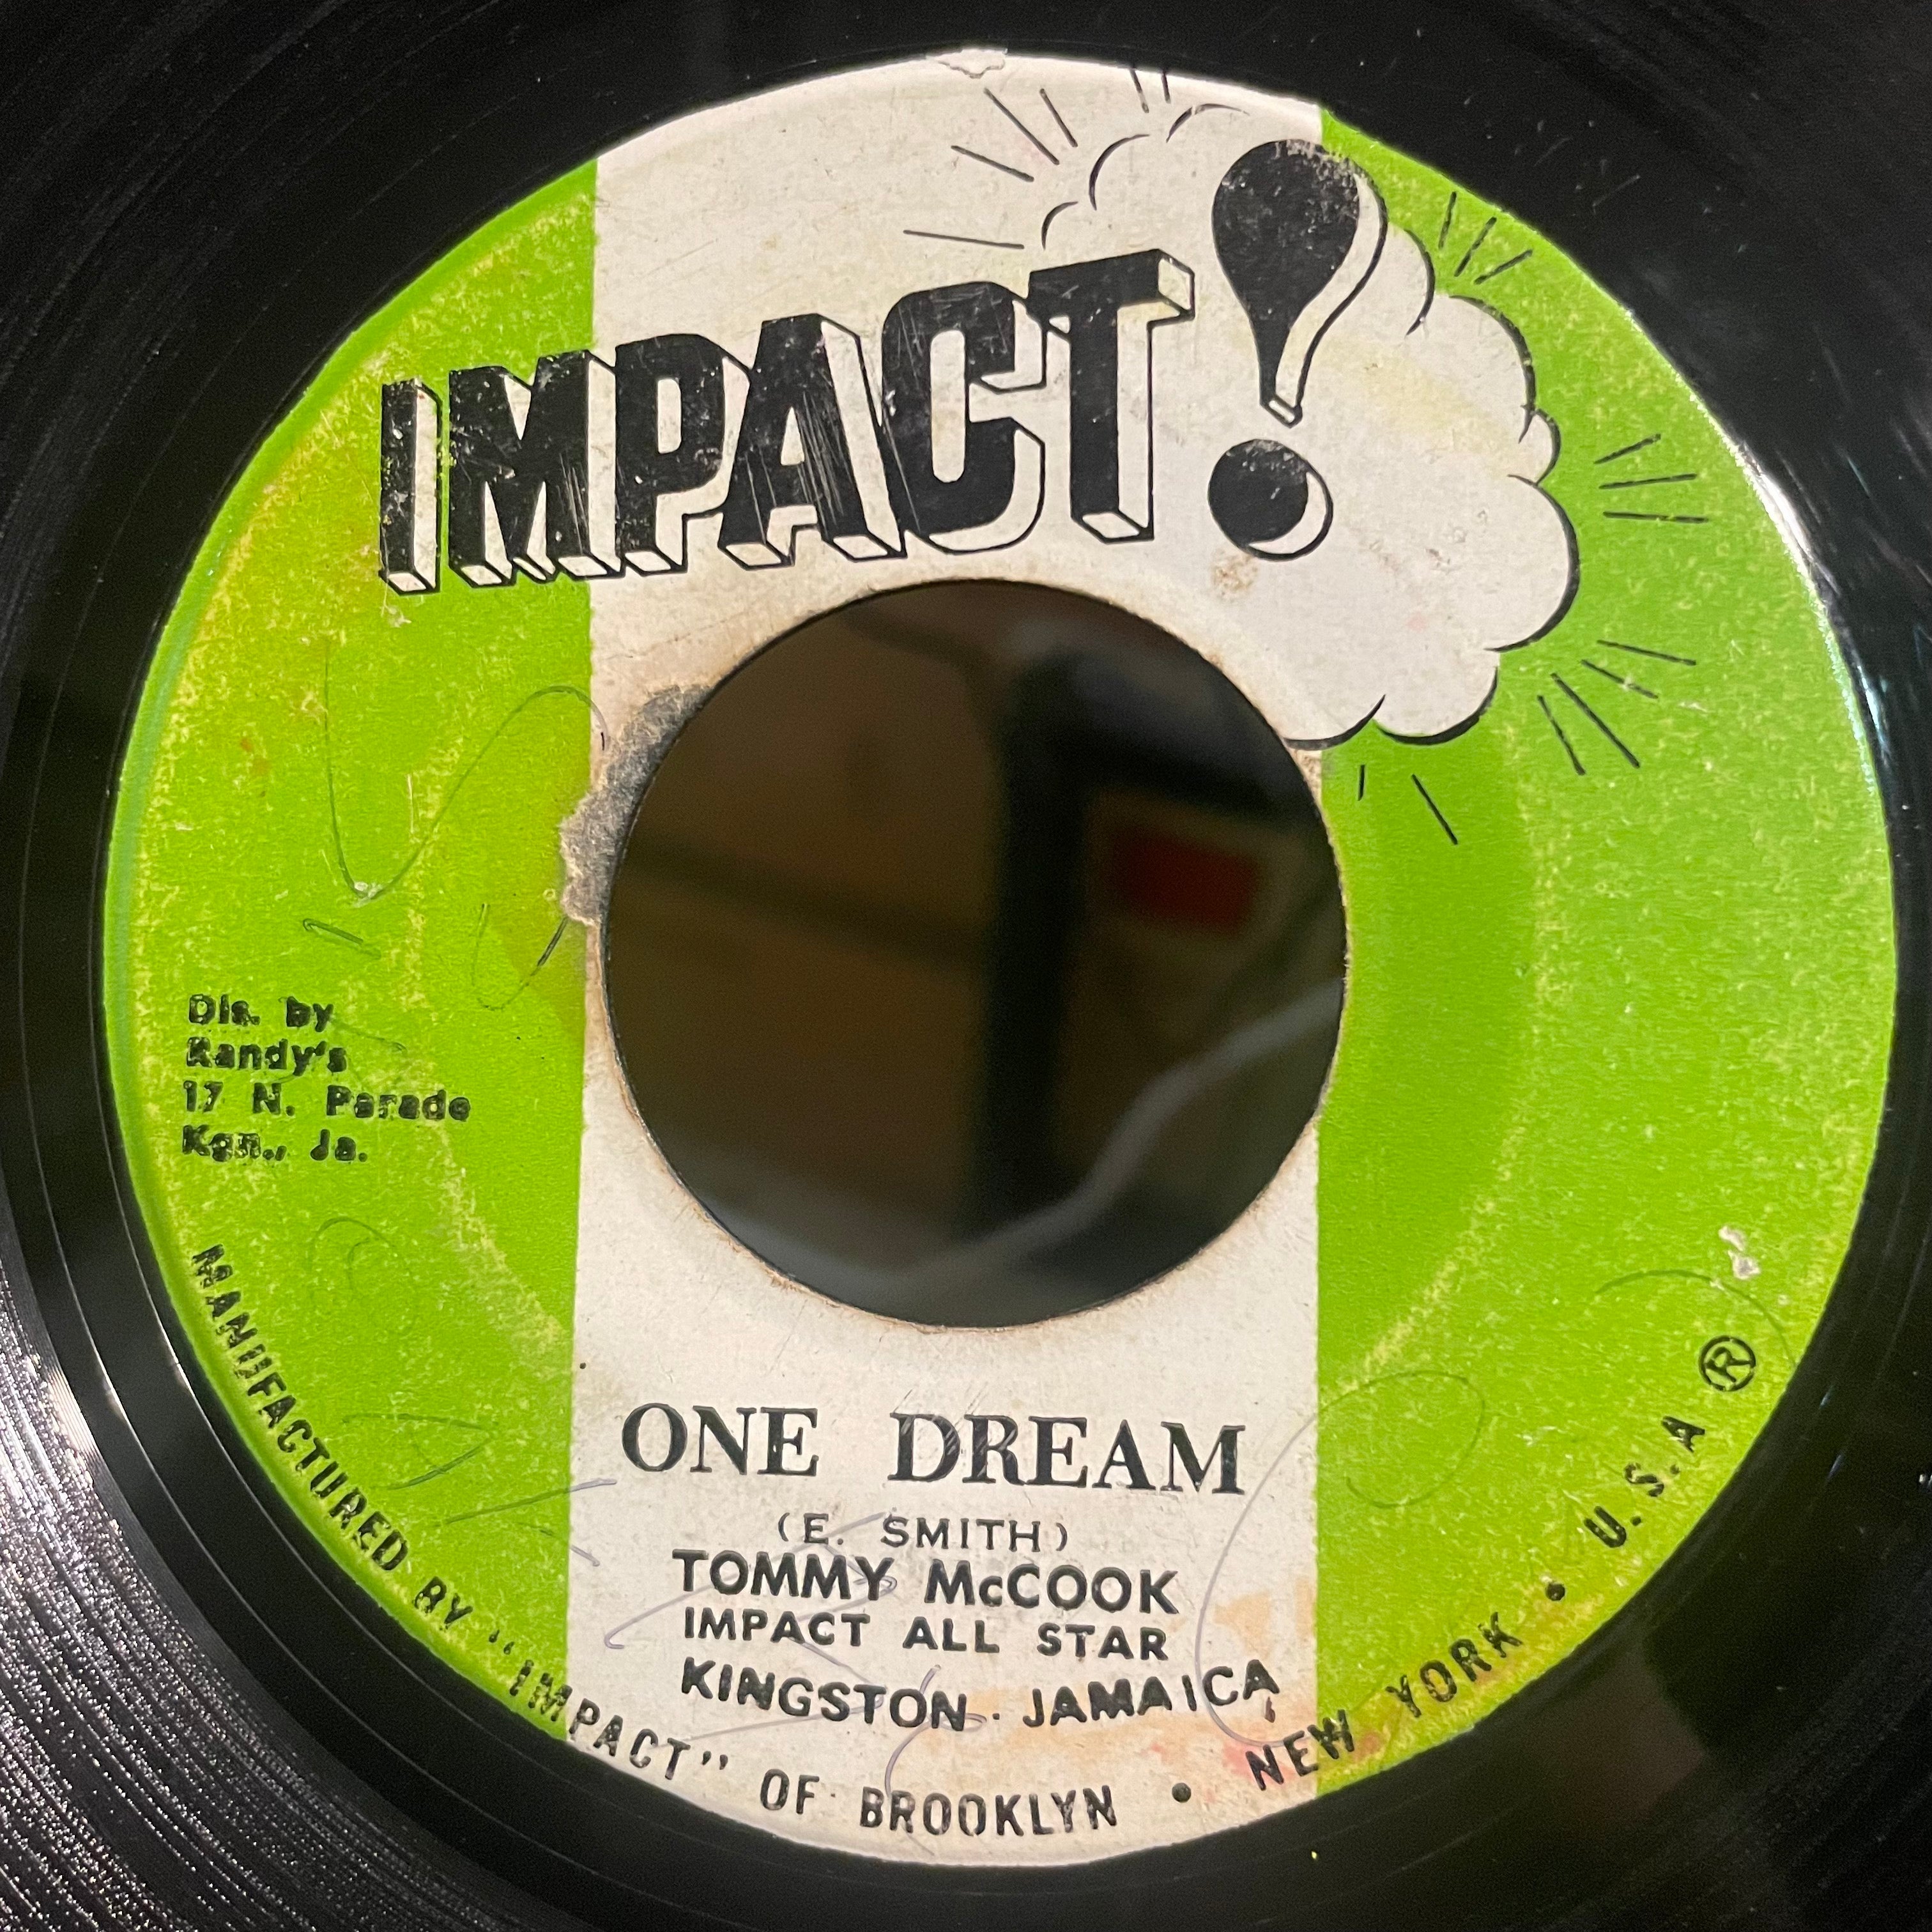 IMPACT!
Dis. by
Randy's
17 N. Parade
Kgn., Ja.
ONE DREAM
(E. SMITH)
TOMMY McCOOK
IMPACT ALL STAR
KINGSTON. JAMAICA
MANUFACTURED BY "IMPACT" OF BROOKLYN • NEW YORK • U.S.A ®